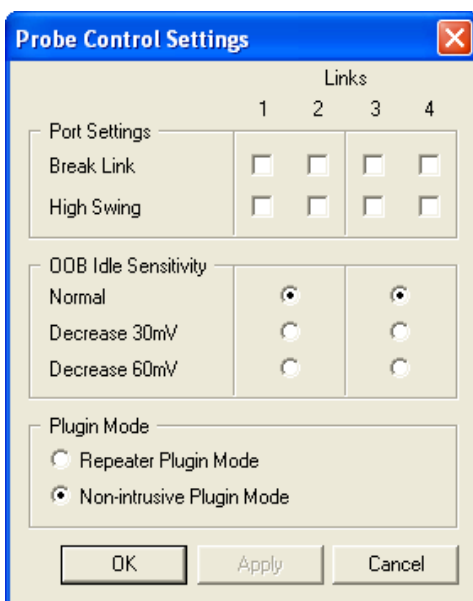 Probe Control Settings
Links
1 2 3 4
Port Settings
Break Link
High Swing
OOB Idle Sensitivity
Normal
Decrease 30mV
Decrease 60mV
Plugin Mode
Repeater Plugin Mode
Non-intrusive Plugin Mode
OK Apply Cancel